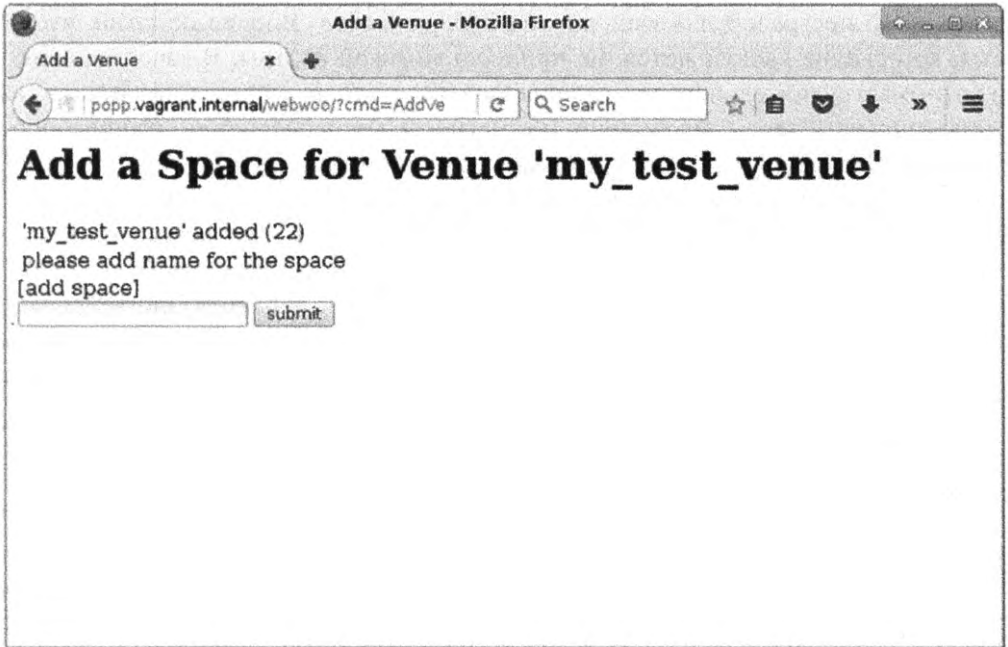 Add a Venue - Mozilla Firefox
Add a Venue
popp.vagrant.internal/webwoo/?cmd=AddVe
Search
Add a Space for Venue 'my_test_venue'
'my_test_venue' added (22)
please add name for the space
[add space]
submit